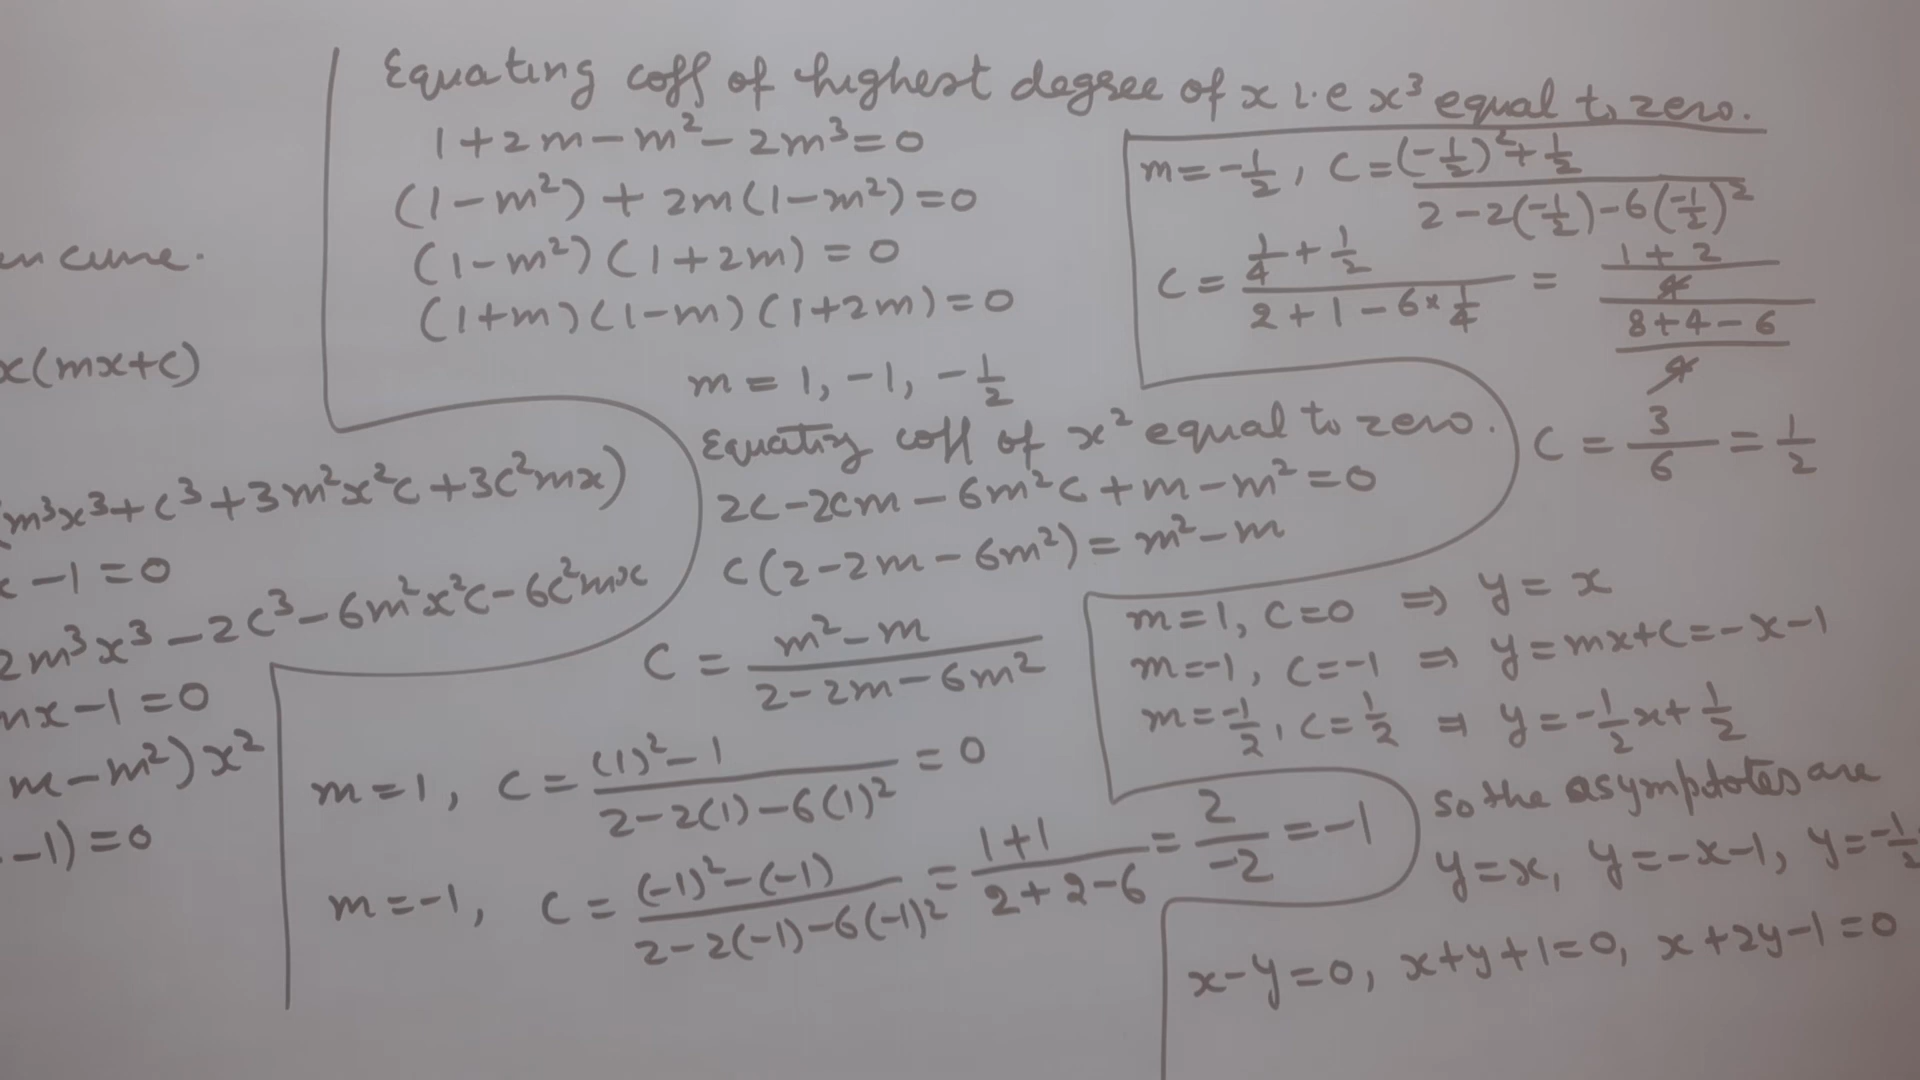 en curve.
x(mx+c)
(m³x³+c³+3m²x²c+3c²mx)
-1=0
2m³x³-2c³-6m²x²c-6c²mx
mx-1=0
m-m²)x²
-1)=0
Equating coff of highest degree of x i.e x³ equal to zero.
1+2m-m²-2m³=0
(1-m²)+2m(1-m²)=0
(1-m²)(1+2m)=0
(1+m)(1-m)(1+2m)=0
m=1, -1, -1/2
Equating coff of x² equal to zero.
2c-2cm-6m²c+m-m²=0
c(2-2m-6m²)=m²-m
c = (m²-m)/(2-2m-6m²)
m=1, c = ((1)²-1)/(2-2(1)-6(1)²) = 0
m=-1, c = ((-1)²-(-1))/(2-2(-1)-6(-1)²) = (1+1)/(2+2-6) = 2/-2 = -1
m=-1/2, c = ((-1/2)²+1/2)/(2-2(-1/2)-6(-1/2)²)
c = (1/4+1/2)/(2+1-6×1/4) = ((1+2)/4)/((8+4-6)/4)
c = 3/6 = 1/2
m=1, c=0 ⇒ y=x
m=-1, c=-1 ⇒ y=mx+c=-x-1
m=-1/2, c=1/2 ⇒ y=-1/2x+1/2
so the asymptotes are
y=x, y=-x-1, y=-1/2
x-y=0, x+y+1=0, x+2y-1=0